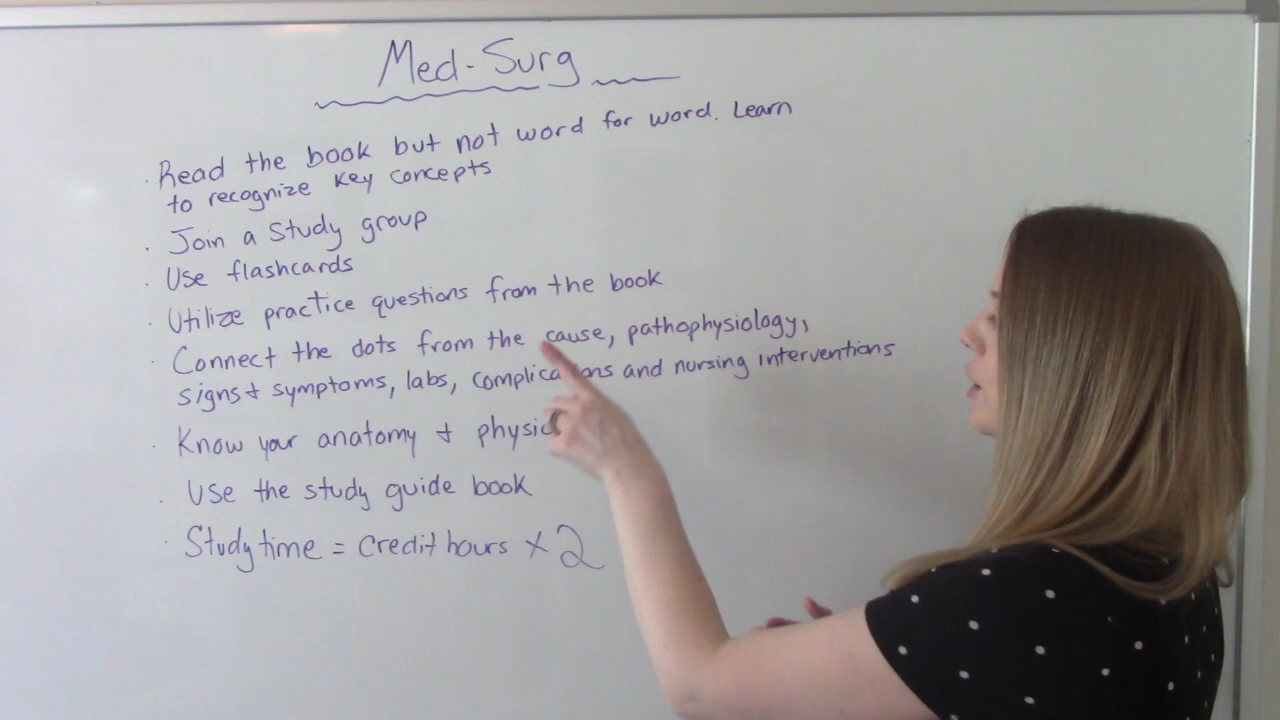 Med-Surg
· Read the book but not word for word. Learn
to recognize key concepts
· Join a study group
· Use flashcards
· Utilize practice questions from the book
· Connect the dots from the cause, pathophysiology,
signs + symptoms, labs, complications and nursing interventions
· Know your anatomy + physio
· Use the study guide book
· Study time = Credit hours × 2